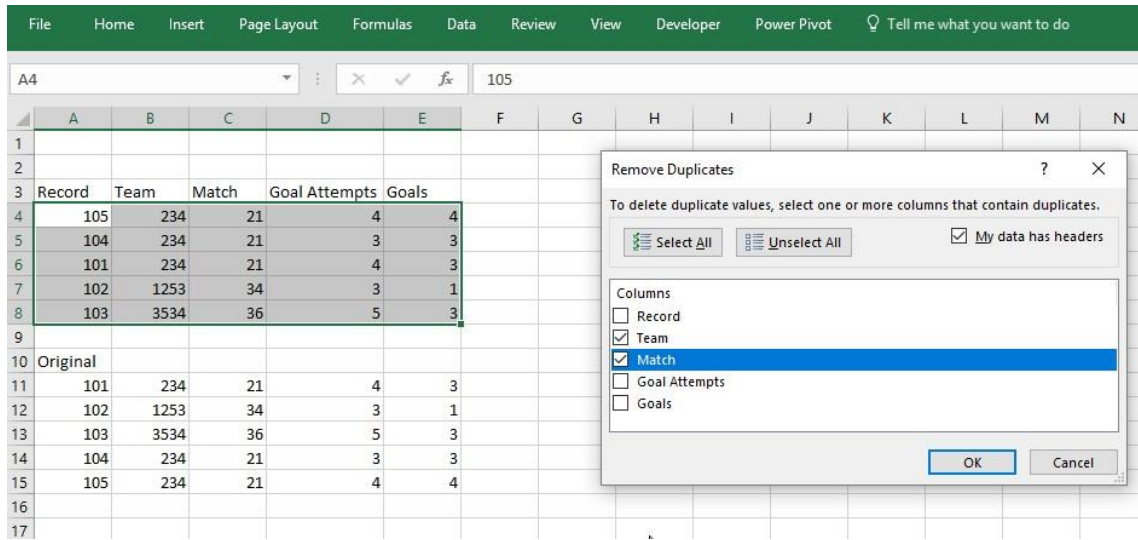 File Home Insert Page Layout Formulas Data Review View Developer Power Pivot Tell me what you want to do
A4 fx 105
A B C D E F G H I J K L M N
1
2
3 Record Team Match Goal Attempts Goals
4 105 234 21 4 4
5 104 234 21 3 3
6 101 234 21 4 3
7 102 1253 34 3 1
8 103 3534 36 5 3
9
10 Original
11 101 234 21 4 3
12 102 1253 34 3 1
13 103 3534 36 5 3
14 104 234 21 3 3
15 105 234 21 4 4
16
17
Remove Duplicates ?
To delete duplicate values, select one or more columns that contain duplicates.
Select All Unselect All My data has headers
Columns
Record
Team
Match
Goal Attempts
Goals
OK Cancel